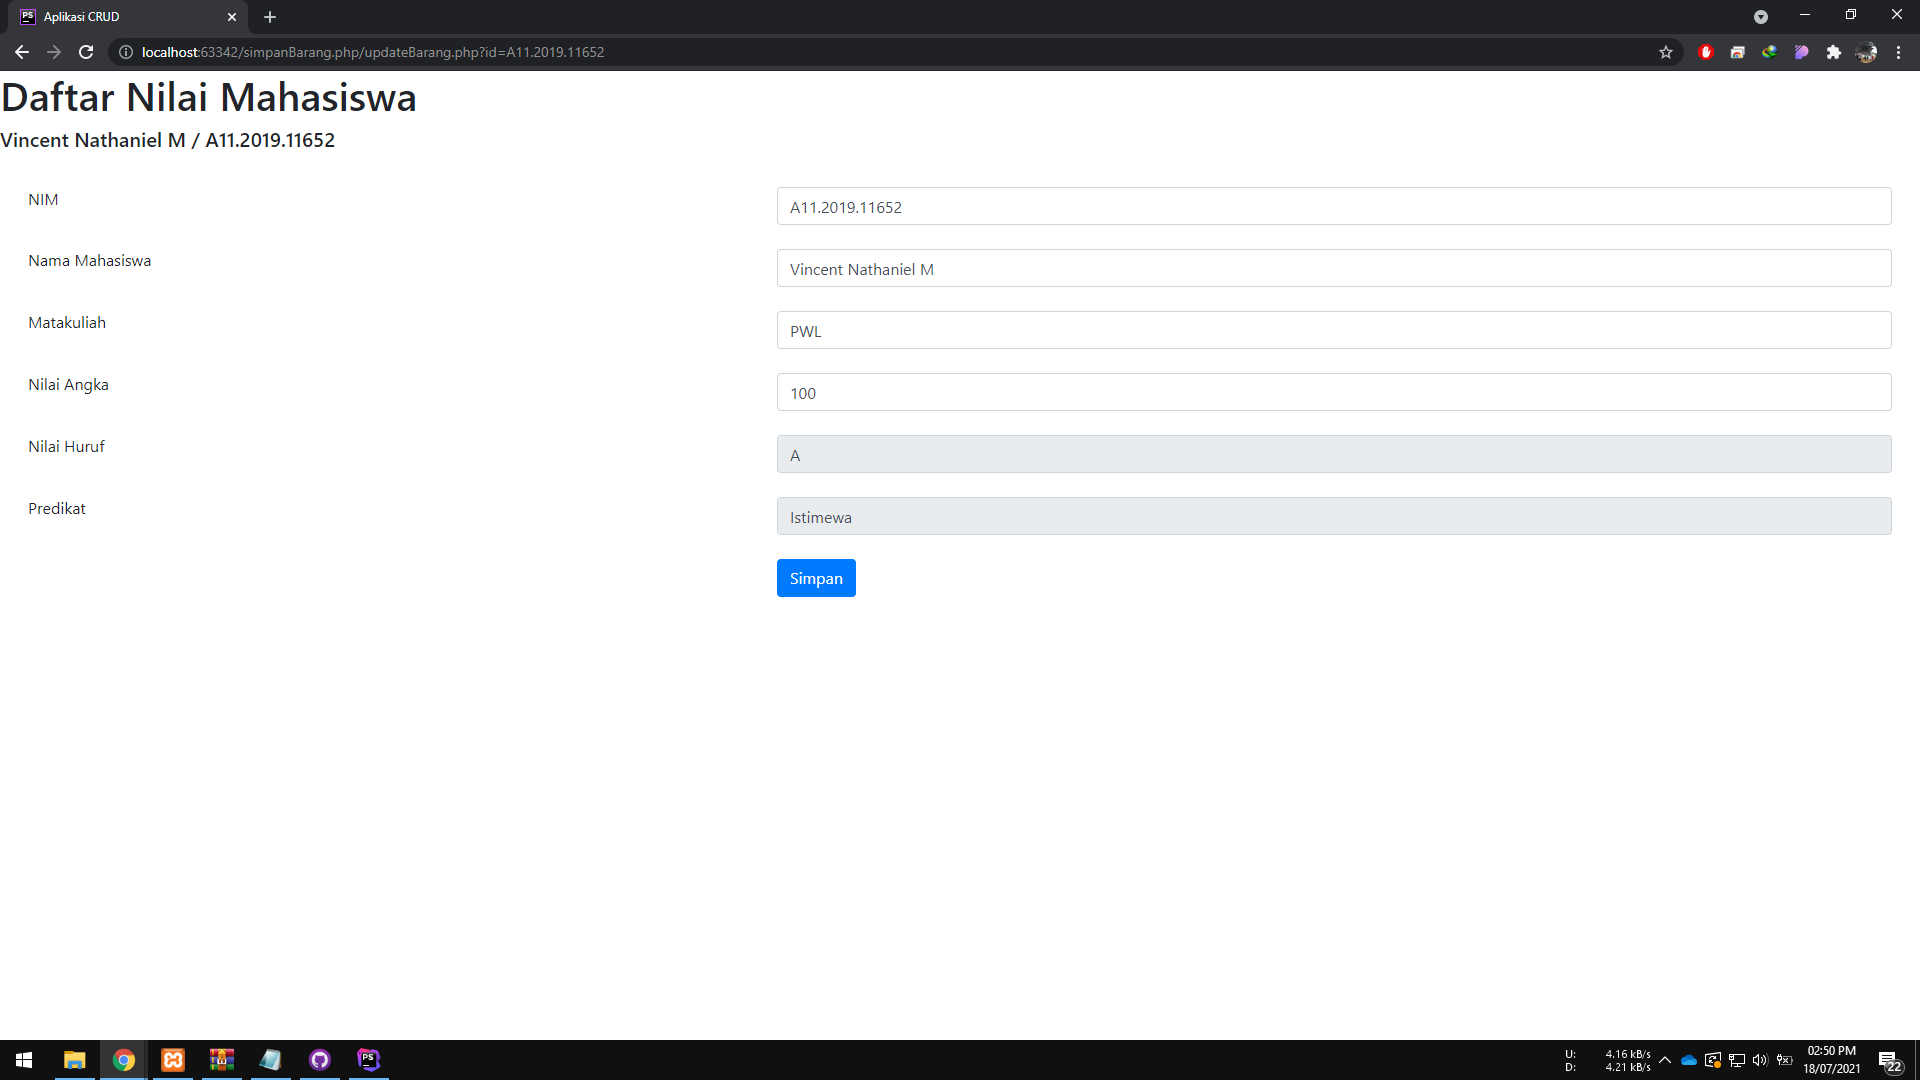 PS Aplikasi CRUD
localhost:63342/simpanBarang.php/updateBarang.php?id=A11.2019.11652
Daftar Nilai Mahasiswa
Vincent Nathaniel M / A11.2019.11652
NIM A11.2019.11652
Nama Mahasiswa Vincent Nathaniel M
Matakuliah PWL
Nilai Angka 100
Nilai Huruf A
Predikat Istimewa
Simpan
PS
U: 4.16 kB/s
D: 4.21 kB/s
02:50 PM
18/07/2021
22